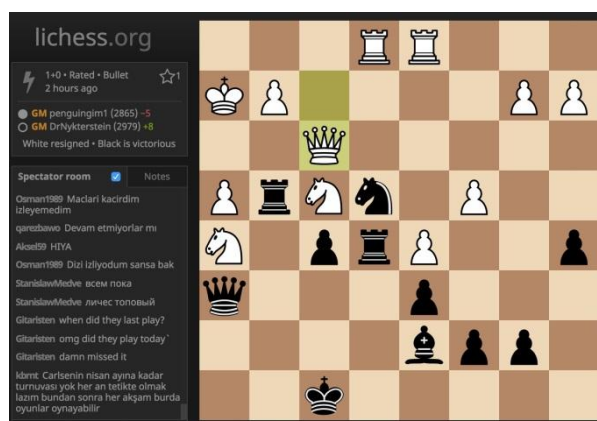 lichess.org
1+0 • Rated • Bullet
1
2 hours ago
GM penguingim1 (2865) −5
GM DrNykterstein (2979) +8
White resigned • Black is victorious
Spectator room
Notes
Osman1989 Maclari kacirdim
izleyemedim
qarezbawo Devam etmiyorlar mı
Aksel59 HIYA
Osman1989 Dizi izliyodum sansa bak
StanislawMedve всем пока
StanislawMedve личес топовый
Gitaristen when did they last play?
Gitaristen omg did they play today`
Gitaristen damn missed it
kbrnt Carlsenin nisan ayına kadar
turnuvası yok her an tetikte olmak
lazım bundan sonra her akşam burda
oyunlar oynayabilir